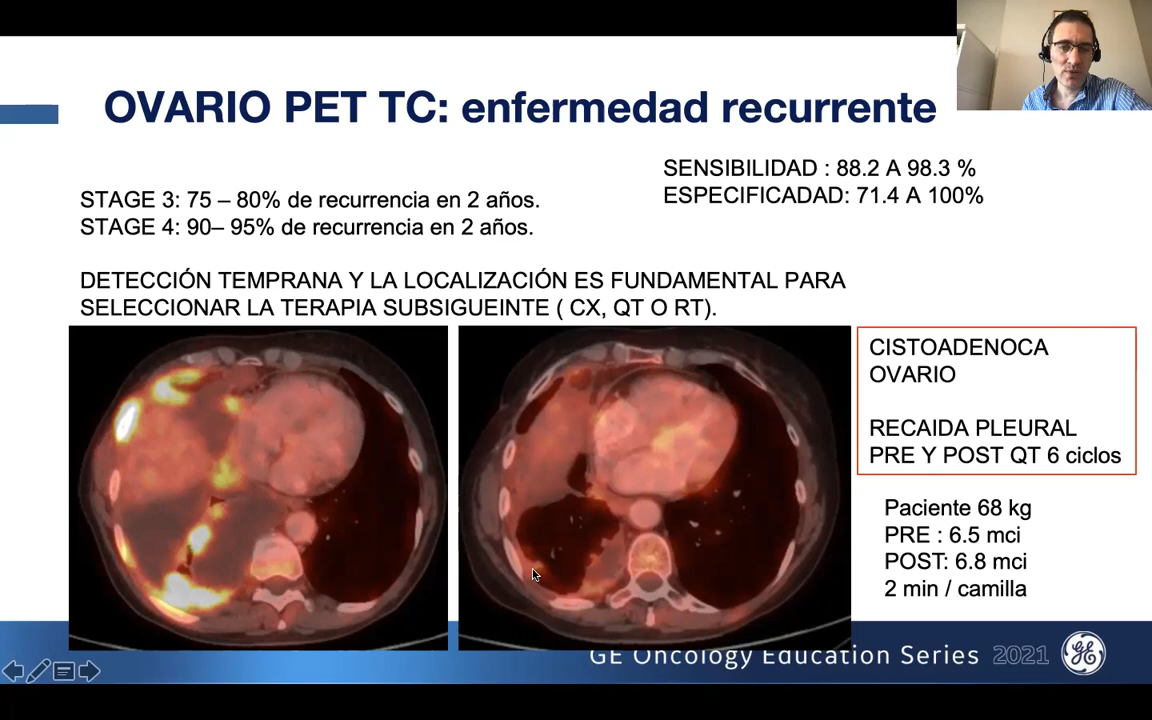 OVARIO PET TC: enfermedad recurrente
SENSIBILIDAD : 88.2 A 98.3 %
ESPECIFICADAD: 71.4 A 100%
STAGE 3: 75 – 80% de recurrencia en 2 años.
STAGE 4: 90– 95% de recurrencia en 2 años.
DETECCIÓN TEMPRANA Y LA LOCALIZACIÓN ES FUNDAMENTAL PARA
SELECCIONAR LA TERAPIA SUBSIGUEINTE ( CX, QT O RT).
CISTOADENOCA
OVARIO
RECAIDA PLEURAL
PRE Y POST QT 6 ciclos
Paciente 68 kg
PRE : 6.5 mci
POST: 6.8 mci
2 min / camilla
GE Oncology Education Series 2021
GE